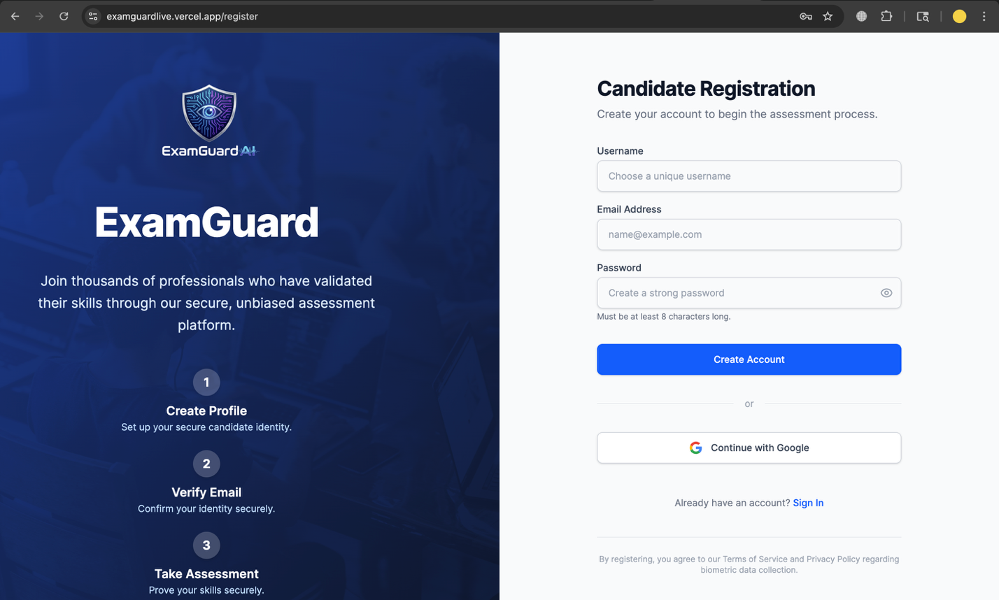 examguardlive.vercel.app/register
ExamGuard AI
ExamGuard
Join thousands of professionals who have validated
their skills through our secure, unbiased assessment
platform.
1
Create Profile
Set up your secure candidate identity.
2
Verify Email
Confirm your identity securely.
3
Take Assessment
Prove your skills securely.
Candidate Registration
Create your account to begin the assessment process.
Username
Choose a unique username
Email Address
name@example.com
Password
Create a strong password
Must be at least 8 characters long.
Create Account
or
Continue with Google
Already have an account? Sign In
By registering, you agree to our Terms of Service and Privacy Policy regarding
biometric data collection.